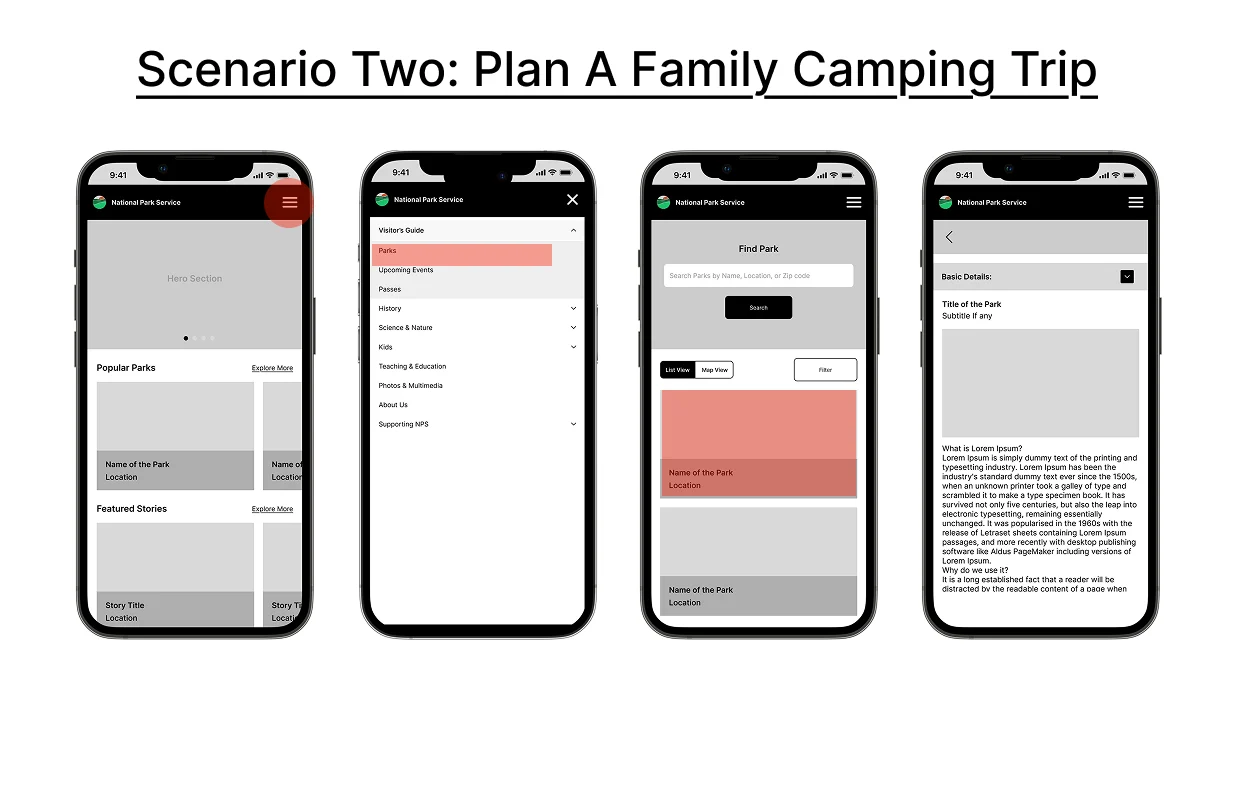 Scenario Two: Plan A Family Camping Trip
9:41
National Park Service
Hero Section
Popular Parks
Explore More
Name of the Park
Location
Name of
Location
Featured Stories
Explore More
Story Title
Location
Story Ti
Locati
9:41
National Park Service
Visitor's Guide
Parks
Upcoming Events
Passes
History
Science & Nature
Kids
Teaching & Education
Photos & Multimedia
About Us
Supporting NPS
9:41
National Park Service
Find Park
Search Parks by Name, Location, or Zip code
Search
List View
Map View
Filter
Name of the Park
Location
Name of the Park
Location
9:41
National Park Service
Basic Details:
Title of the Park
Subtitle If any
What is Lorem Ipsum?
Lorem Ipsum is simply dummy text of the printing and
typesetting industry. Lorem Ipsum has been the
industry's standard dummy text ever since the 1500s,
when an unknown printer took a galley of type and
scrambled it to make a type specimen book. It has
survived not only five centuries, but also the leap into
electronic typesetting, remaining essentially
unchanged. It was popularised in the 1960s with the
release of Letraset sheets containing Lorem Ipsum
passages, and more recently with desktop publishing
software like Aldus PageMaker including versions of
Lorem Ipsum.
Why do we use it?
It is a long established fact that a reader will be
distracted by the readable content of a page when